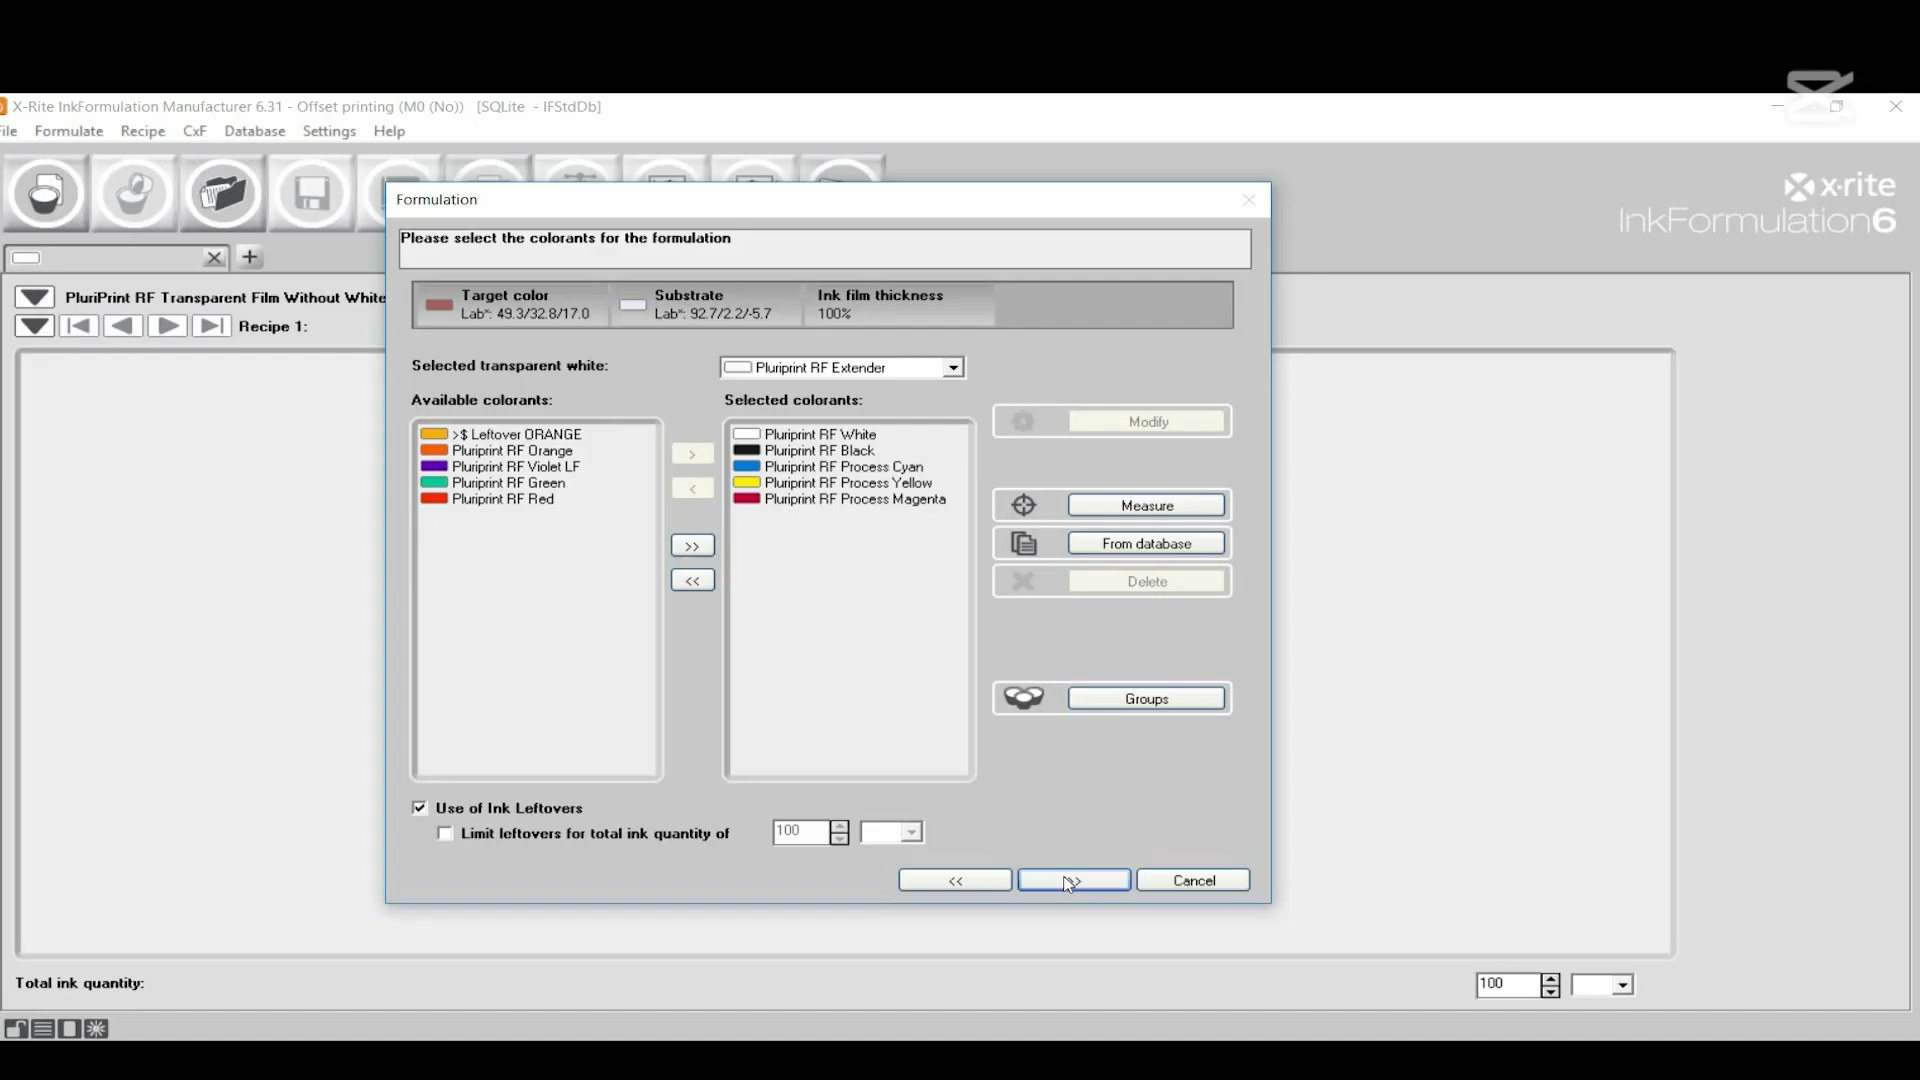 X-Rite InkFormulation Manufacturer 6.31 - Offset printing (M0 (No)) [SQLite - IFStdDb]
File Formulate Recipe CxF Database Settings Help
x-rite
InkFormulation6
Formulation
Please select the colorants for the formulation
PluriPrint RF Transparent Film Without White
Recipe 1:
Target color
Lab*: 49.3/32.8/17.0
Substrate
Lab*: 92.7/2.2/-5.7
Ink film thickness
100%
Selected transparent white:
Pluriprint RF Extender
Available colorants:
>$ Leftover ORANGE
Pluriprint RF Orange
Pluriprint RF Violet LF
Pluriprint RF Green
Pluriprint RF Red
>
<
>>
<<
Selected colorants:
Pluriprint RF White
Pluriprint RF Black
Pluriprint RF Process Cyan
Pluriprint RF Process Yellow
Pluriprint RF Process Magenta
Modify
Measure
From database
Delete
Groups
Use of Ink Leftovers
Limit leftovers for total ink quantity of
100
<<
>>
Cancel
Total ink quantity:
100